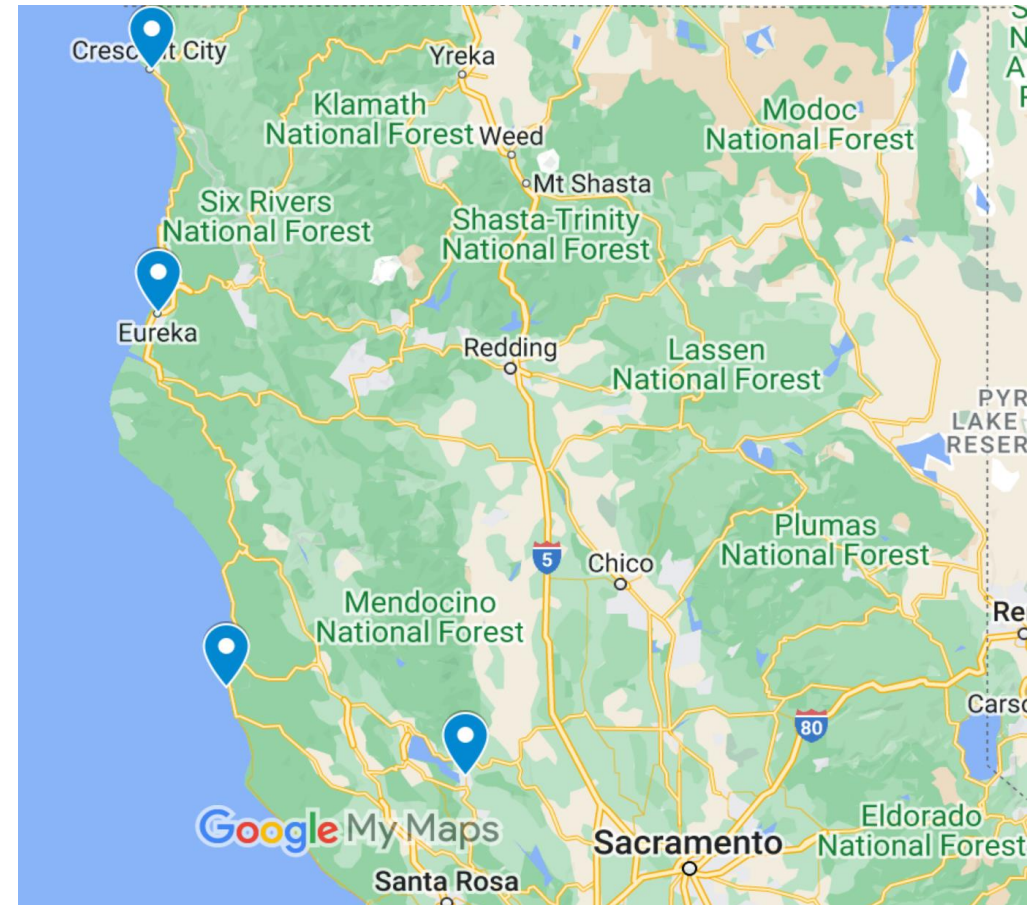 Crescent City
Yreka
Klamath
National Forest
Weed
Modoc
National Forest
Mt Shasta
Six Rivers
National Forest
Shasta-Trinity
National Forest
Eureka
Redding
Lassen
National Forest
PYR
LAKE
RESER
5
Chico
Plumas
National Forest
Mendocino
National Forest
Re
Cars
80
Google My Maps
Sacramento
Eldorado
National Forest
Santa Rosa